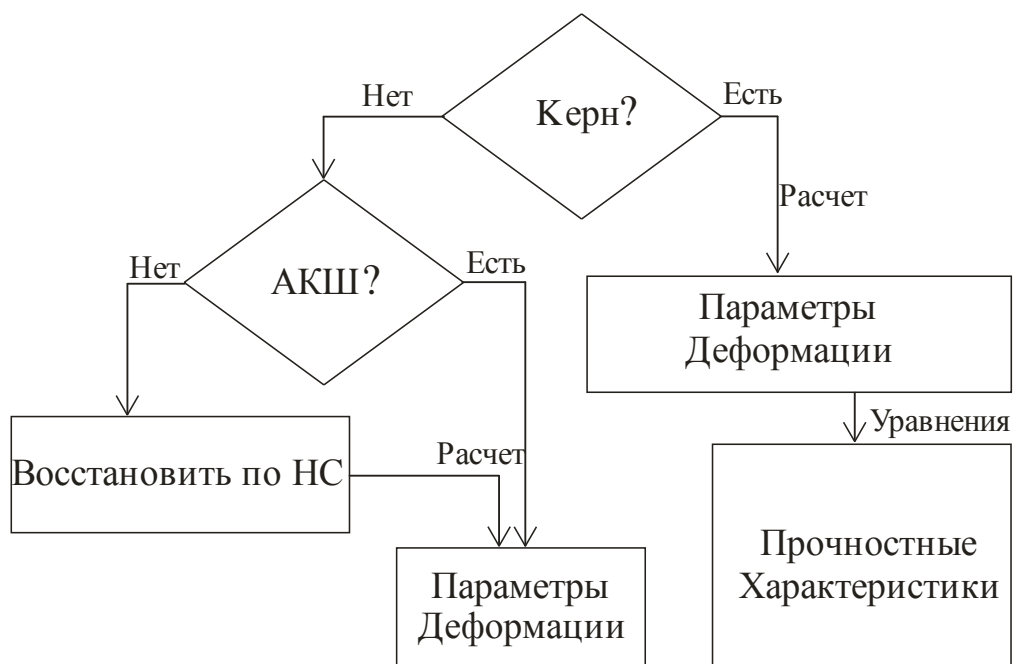 Керн?
Нет
Есть
Расчет
АКШ?
Нет
Есть
Параметры
Деформации
Уравнения
Восстановить по НС
Расчет
Прочностные
Характеристики
Параметры
Деформации